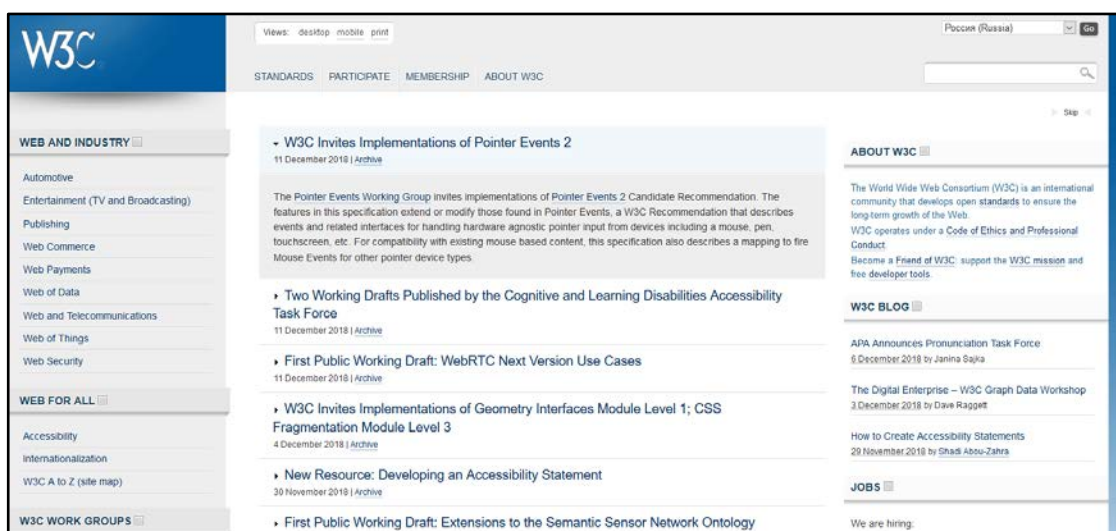 W3C
Views: desktop mobile print
Россия (Russia)
Go
STANDARDS PARTICIPATE MEMBERSHIP ABOUT W3C
Skip
WEB AND INDUSTRY
Automotive
Entertainment (TV and Broadcasting)
Publishing
Web Commerce
Web Payments
Web of Data
Web and Telecommunications
Web of Things
Web Security
WEB FOR ALL
Accessibility
Internationalization
W3C A to Z (site map)
W3C WORK GROUPS
W3C Invites Implementations of Pointer Events 2
11 December 2018 | Archive
The Pointer Events Working Group invites implementations of Pointer Events 2 Candidate Recommendation. The
features in this specification extend or modify those found in Pointer Events, a W3C Recommendation that describes
events and related interfaces for handling hardware agnostic pointer input from devices including a mouse, pen,
touchscreen, etc. For compatibility with existing mouse based content, this specification also describes a mapping to fire
Mouse Events for other pointer device types.
Two Working Drafts Published by the Cognitive and Learning Disabilities Accessibility
Task Force
11 December 2018 | Archive
First Public Working Draft: WebRTC Next Version Use Cases
11 December 2018 | Archive
W3C Invites Implementations of Geometry Interfaces Module Level 1; CSS
Fragmentation Module Level 3
4 December 2018 | Archive
New Resource: Developing an Accessibility Statement
30 November 2018 | Archive
First Public Working Draft: Extensions to the Semantic Sensor Network Ontology
ABOUT W3C
The World Wide Web Consortium (W3C) is an international
community that develops open standards to ensure the
long-term growth of the Web.
W3C operates under a Code of Ethics and Professional
Conduct
Become a Friend of W3C: support the W3C mission and
free developer tools.
W3C BLOG
APA Announces Pronunciation Task Force
6 December 2018 by Janina Sajka
The Digital Enterprise – W3C Graph Data Workshop
3 December 2018 by Dave Raggett
How to Create Accessibility Statements
29 November 2018 by Shadi Abou-Zahra
JOBS
We are hiring: